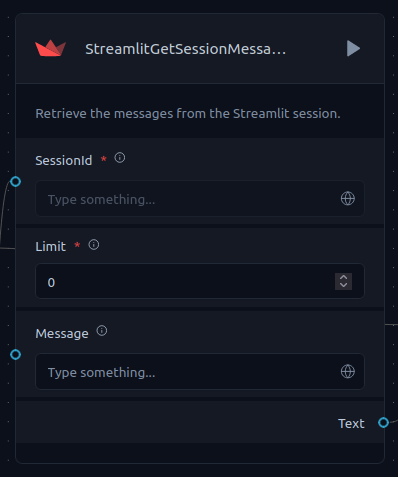 StreamlitGetSessionMessa...
Retrieve the messages from the Streamlit session.
SessionId *
Type something...
Limit *
0
Message
Type something...
Text